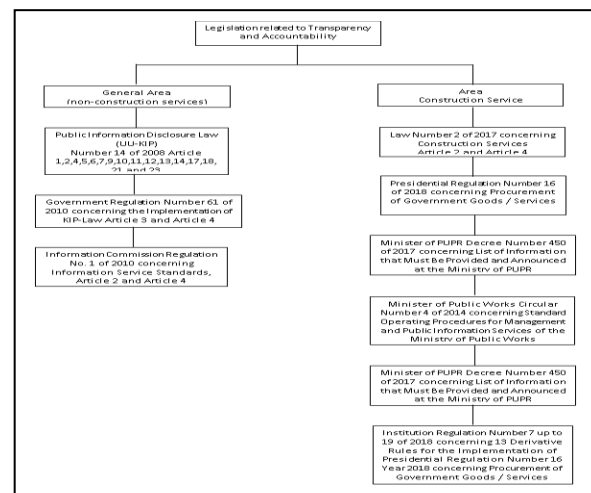 Legislation related to Transparency
and Accountability
General Area
(non-construction services)
Public Information Disclosure Law
(UU-KIP)
Number 14 of 2008 Article
1,2,4,5,6,7,9,10,11,12,13,14,17,18,
21 and 29
Government Regulation Number 61 of
2010 concerning the Implementation of
KIP-Law Article 3 and Article 4
Information Commission Regulation
No. 1 of 2010 concerning
Information Service Standards,
Article 2 and Article 4
Area
Construction Service
Law Number 2 of 2017 concerning
Construction Services
Article 2 and Article 4
Presidential Regulation Number 16
of 2018 concerning Procurement
of Government Goods / Services
Minister of PUPR Decree Number 450
of 2017 concerning List of Information
that Must Be Provided and Announced
at the Ministry of PUPR
Minister of Public Works Circular
Number 4 of 2014 concerning Standard
Operating Procedures for Management
and Public Information Services of the
Ministry of Public Works
Minister of PUPR Decree Number 450
of 2017 concerning List of Information
that Must Be Provided and Announced
at the Ministry of PUPR
Institution Regulation Number 7 up to
19 of 2018 concerning 13 Derivative
Rules for the Implementation of
Presidential Regulation Number 16
Year 2018 concerning Procurement of
Government Goods / Services